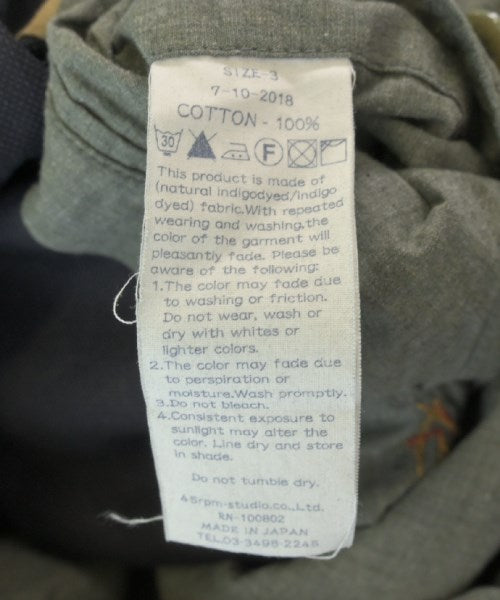 SIZE-3
7-10-2018
COTTON - 100%
30 F
This product is made of
(natural indigodyed/indigo
dyed) fabric.With repeated
wearing and washing,the
color of the garment will
pleasantly fade. Please be
aware of the following:
1.The color may fade due
to washing or friction.
Do not wear, wash or
dry with whites or
lighter colors.
2.The color may fade due
to perspiration or
moisture.Wash promptly.
3.Do not bleach.
4.Consistent exposure to
sunlight may alter the
color. Line dry and store
in shade.
Do not tumble dry.
45rpm-studio.co.,Ltd.
RN-100802
MADE IN JAPAN
TEL.03-3498-2248